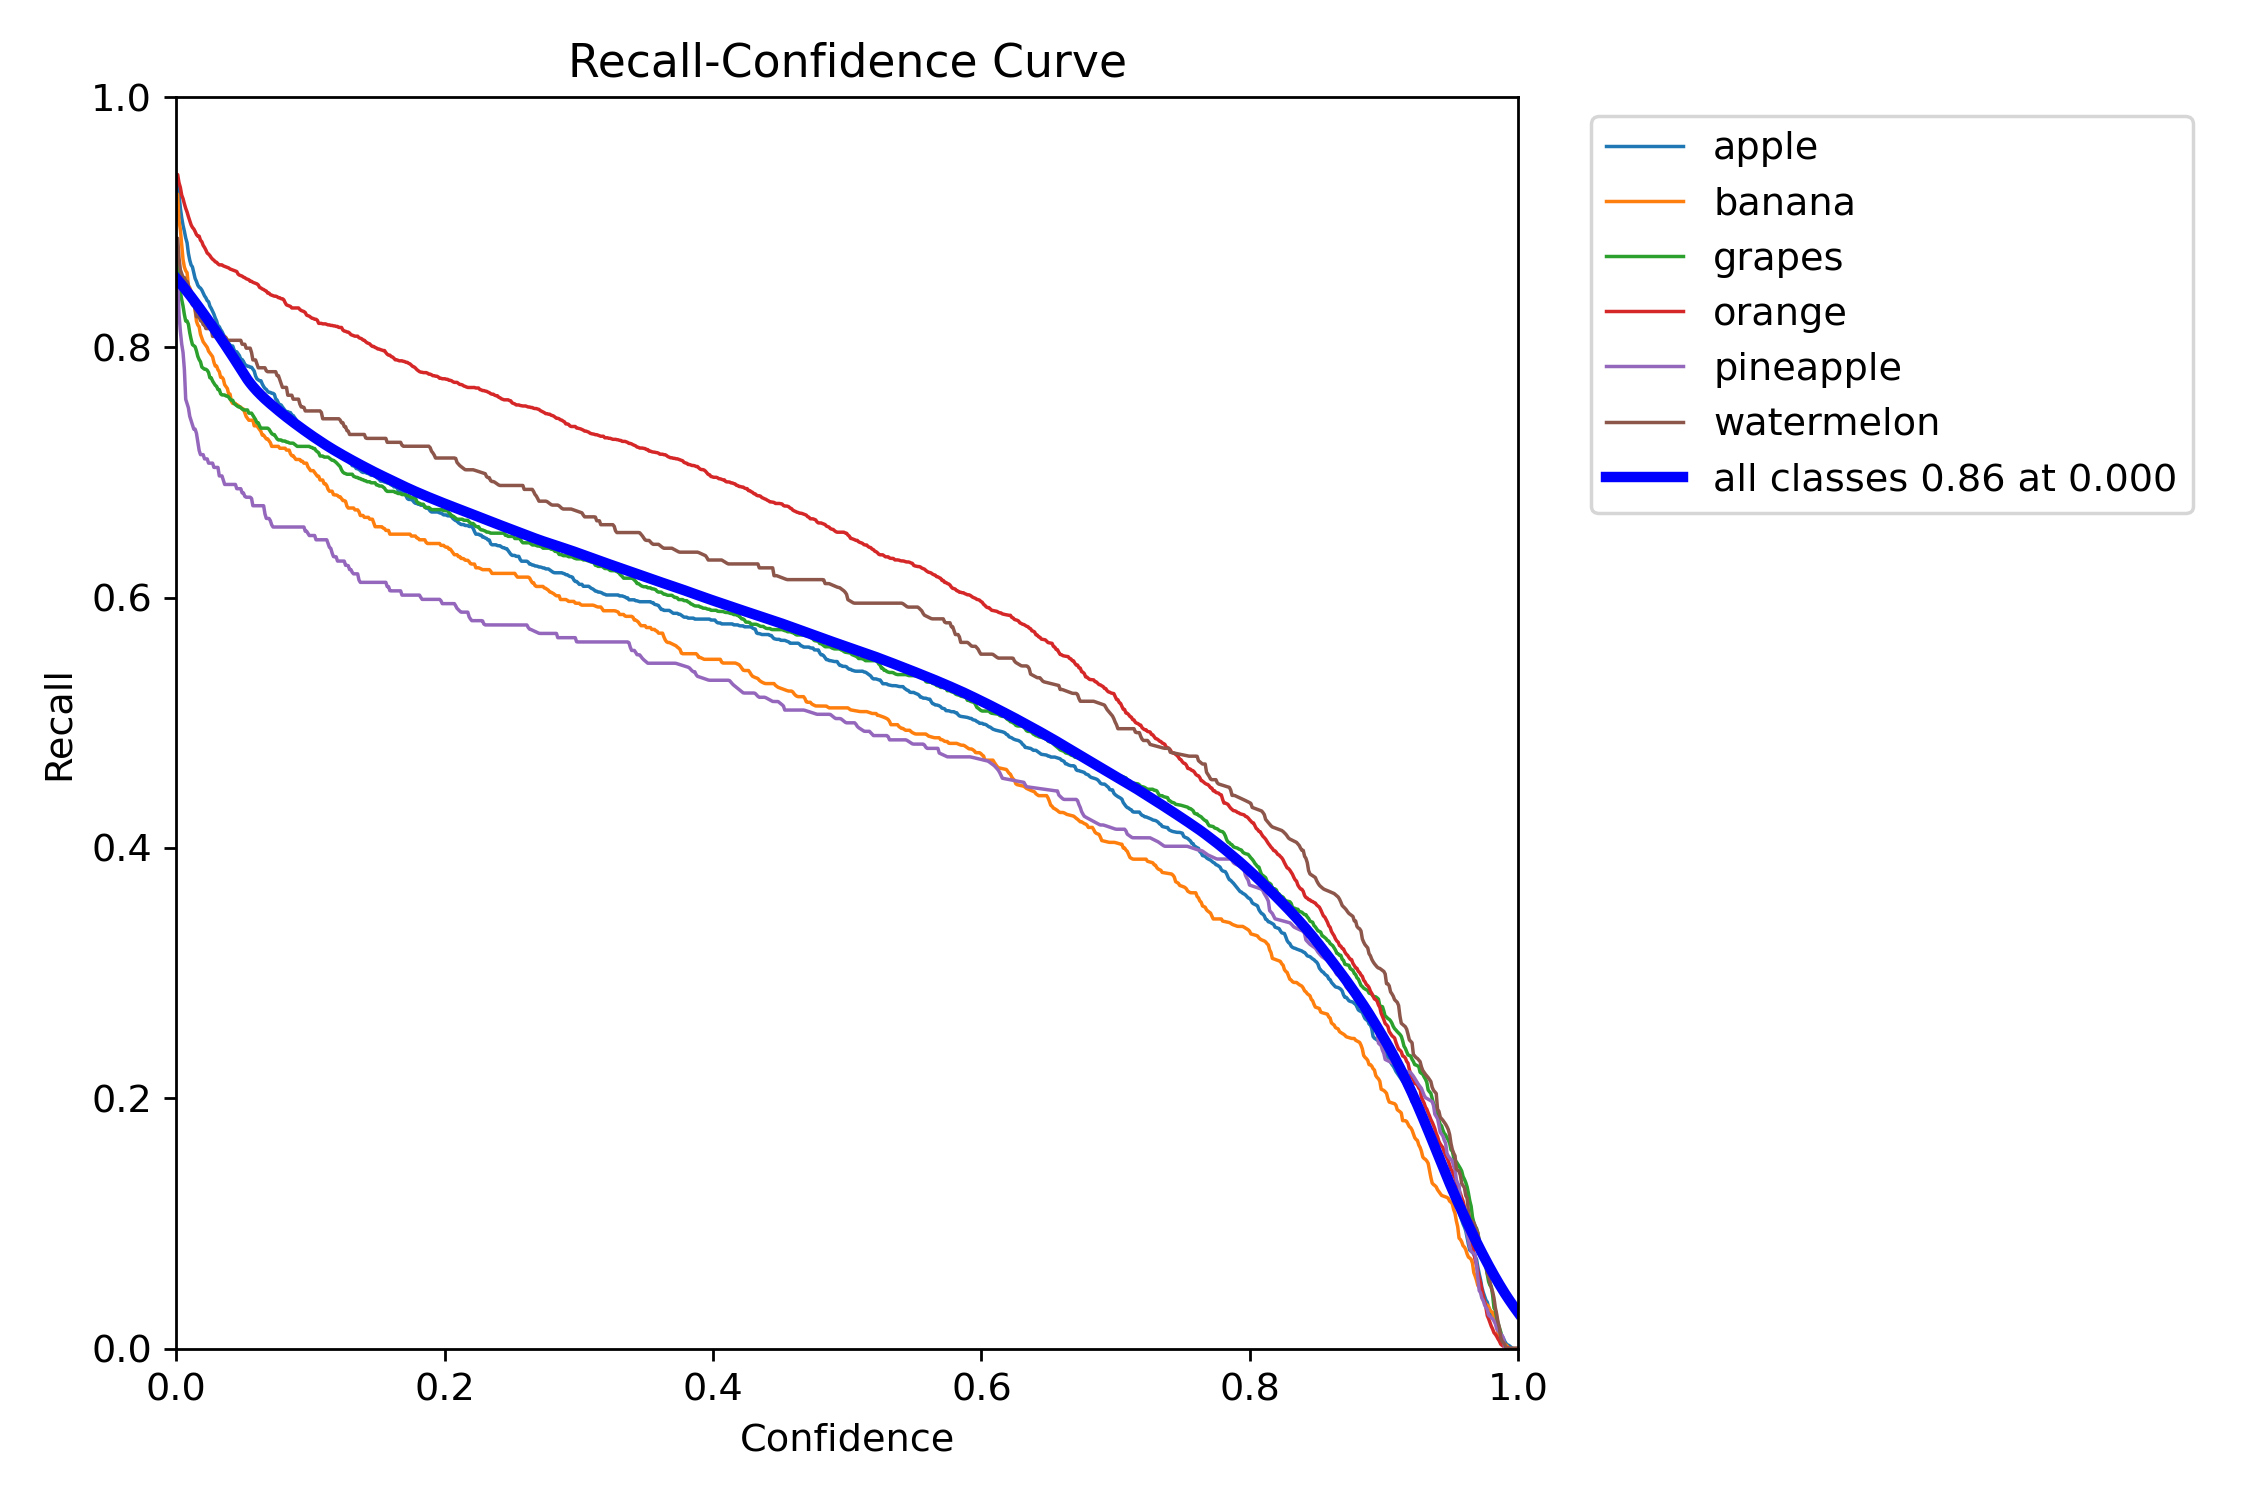 Recall-Confidence Curve
1.0
0.8
0.6
0.4
0.2
0.0
Recall
0.0 0.2 0.4 0.6 0.8 1.0
Confidence
apple
banana
grapes
orange
pineapple
watermelon
all classes 0.86 at 0.000